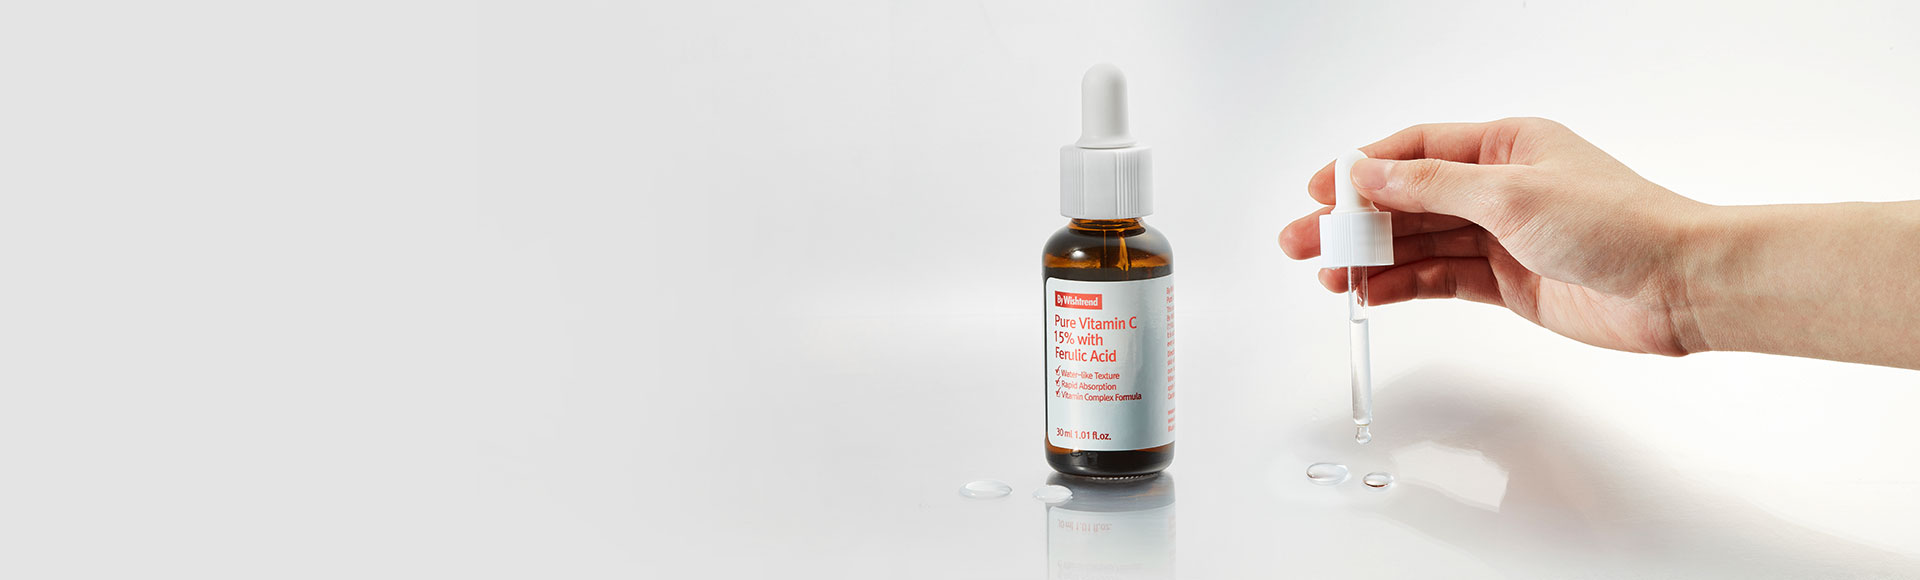 By Wishtrend
Pure Vitamin C
15% with
Ferulic Acid
Water-like Texture
Rapid Absorption
Vitamin Complex Formula
30 ml 1.01 fl.oz.